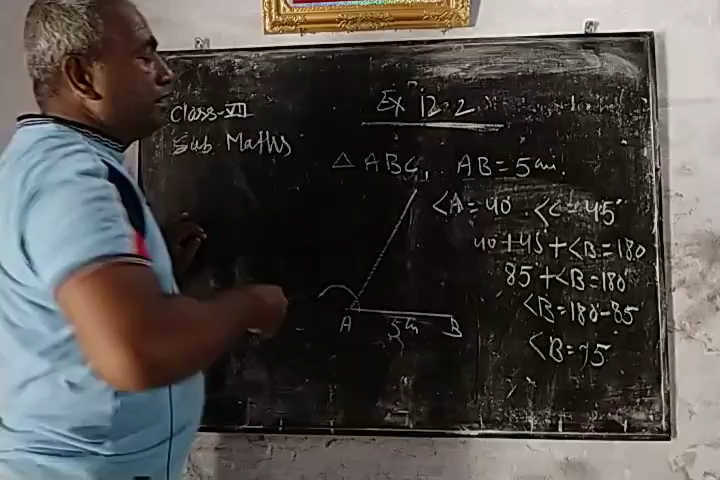 Class-VII
Sub Maths
Ex 12.2
△ ABC, AB = 5cm.
<A = 40 <C = 45°
40 + 45 + <B = 180
85 + <B = 180
<B = 180 - 85
<B = 95°
A 5cm B